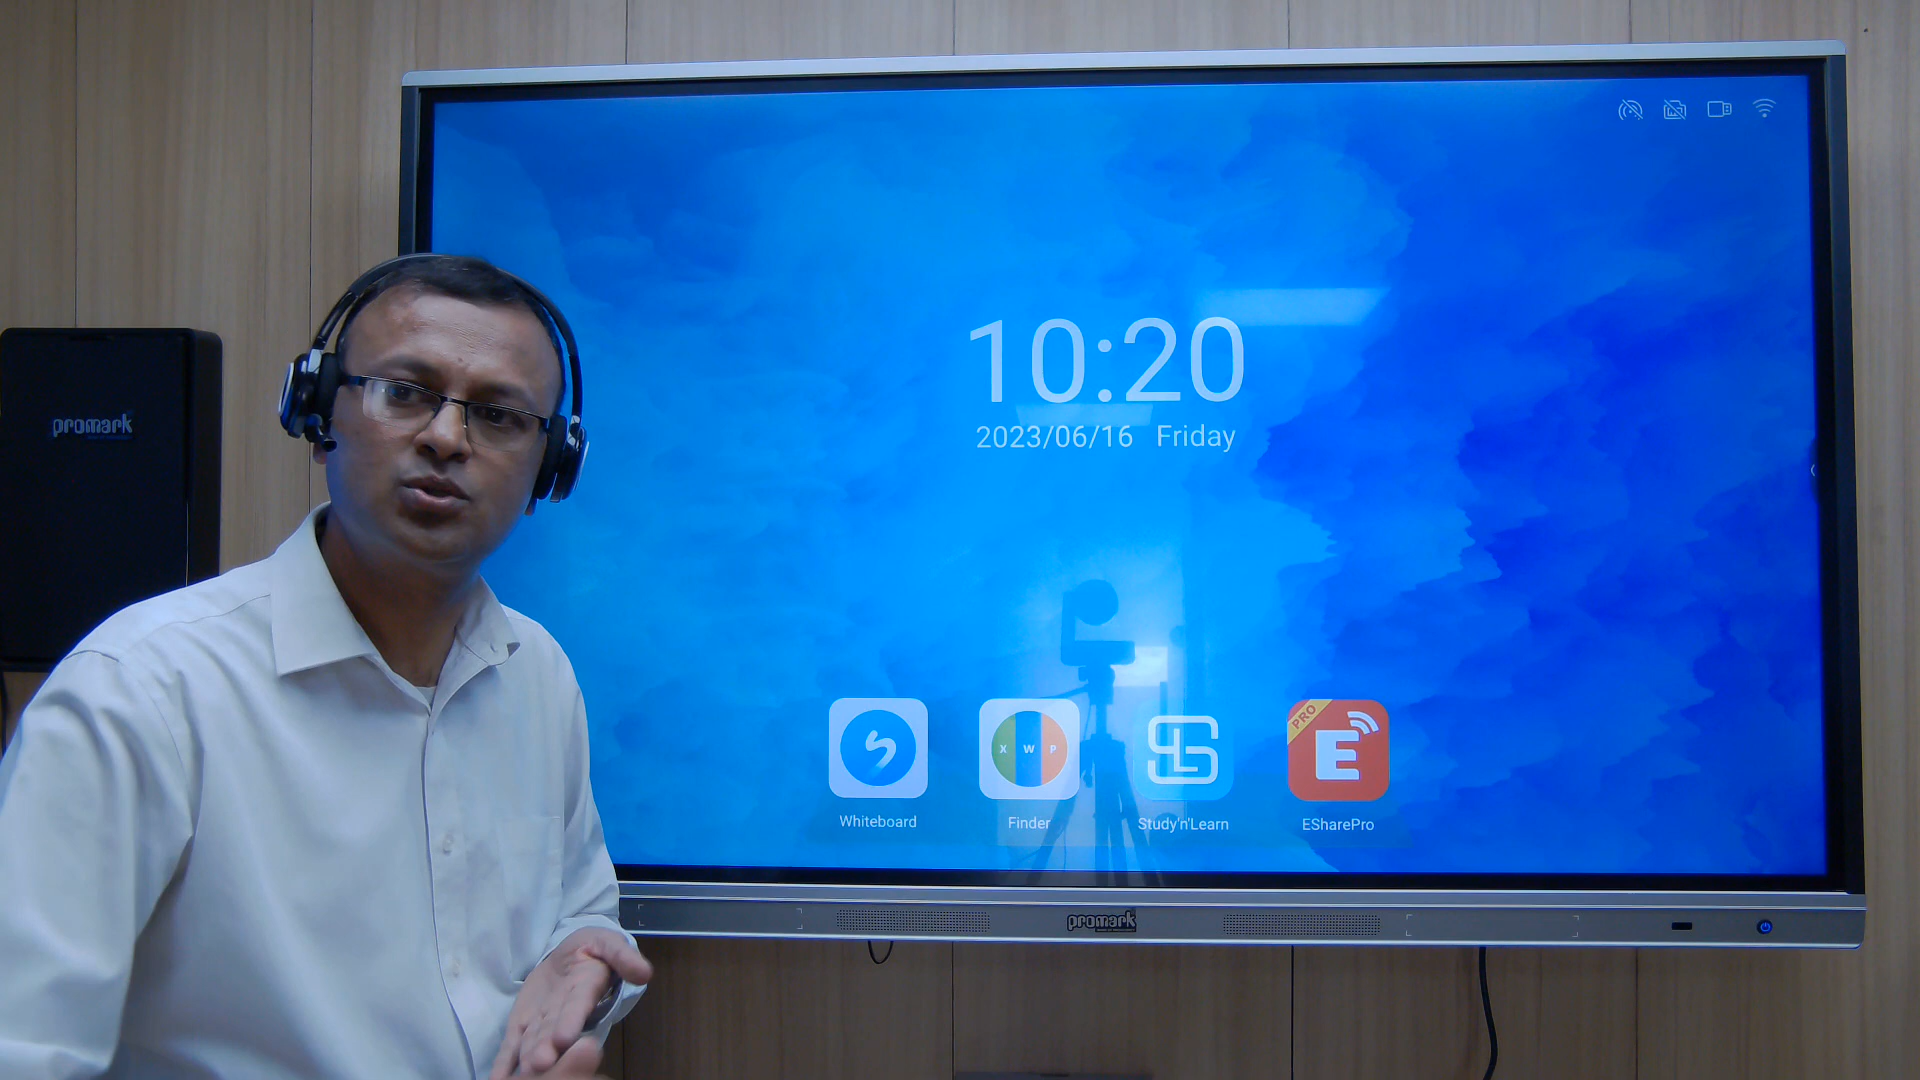 10:20
2023/06/16 Friday
promark
PRO
E
X W P
Whiteboard
Finder
Study'n'Learn
ESharePro
promark